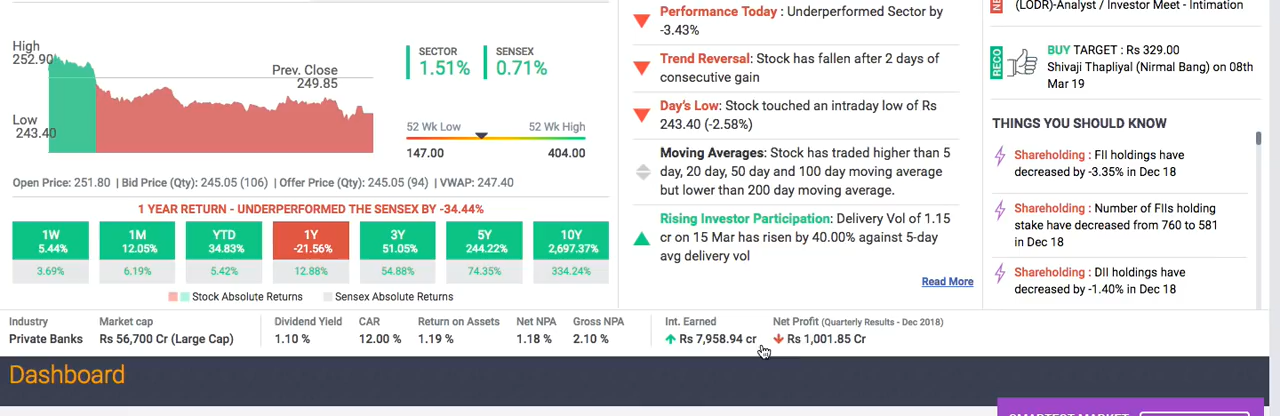 High
252.90
Prev. Close
249.85
Low
243.40
SECTOR
1.51%
SENSEX
0.71%
52 Wk Low
52 Wk High
147.00
404.00
Open Price: 251.80 | Bid Price (Qty): 245.05 (106) | Offer Price (Qty): 245.05 (94) | VWAP: 247.40
1 YEAR RETURN - UNDERPERFORMED THE SENSEX BY -34.44%
1W 1M YTD 1Y 3Y 5Y 10Y
5.44% 12.05% 34.83% -21.56% 51.05% 244.22% 2,697.37%
3.69% 6.19% 5.42% 12.88% 54.88% 74.35% 334.24%
Stock Absolute Returns Sensex Absolute Returns
Performance Today : Underperformed Sector by
-3.43%
Trend Reversal: Stock has fallen after 2 days of
consecutive gain
Day's Low: Stock touched an intraday low of Rs
243.40 (-2.58%)
Moving Averages: Stock has traded higher than 5
day, 20 day, 50 day and 100 day moving average
but lower than 200 day moving average.
Rising Investor Participation: Delivery Vol of 1.15
cr on 15 Mar has risen by 40.00% against 5-day
avg delivery vol
Read More
(LODR)-Analyst / Investor Meet - Intimation
RECO
BUY TARGET : Rs 329.00
Shivaji Thapliyal (Nirmal Bang) on 08th
Mar 19
THINGS YOU SHOULD KNOW
Shareholding : FII holdings have
decreased by -3.35% in Dec 18
Shareholding : Number of FIIs holding
stake have decreased from 760 to 581
in Dec 18
Shareholding : DII holdings have
decreased by -1.40% in Dec 18
Industry Market cap Dividend Yield CAR Return on Assets Net NPA Gross NPA Int. Earned Net Profit (Quarterly Results - Dec 2018)
Private Banks Rs 56,700 Cr (Large Cap) 1.10 % 12.00 % 1.19 % 1.18 % 2.10 % Rs 7,958.94 cr Rs 1,001.85 Cr
Dashboard